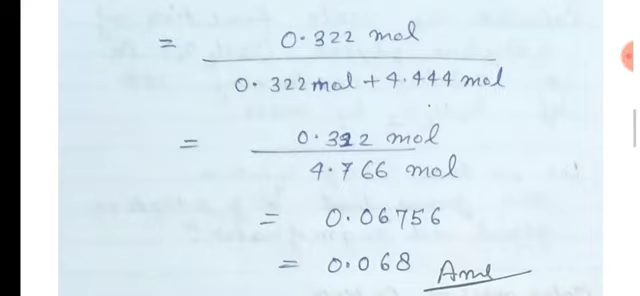 = 0.322 mol
0.322 mol + 4.444 mol
= 0.322 mol
4.766 mol
= 0.06756
= 0.068 Ans